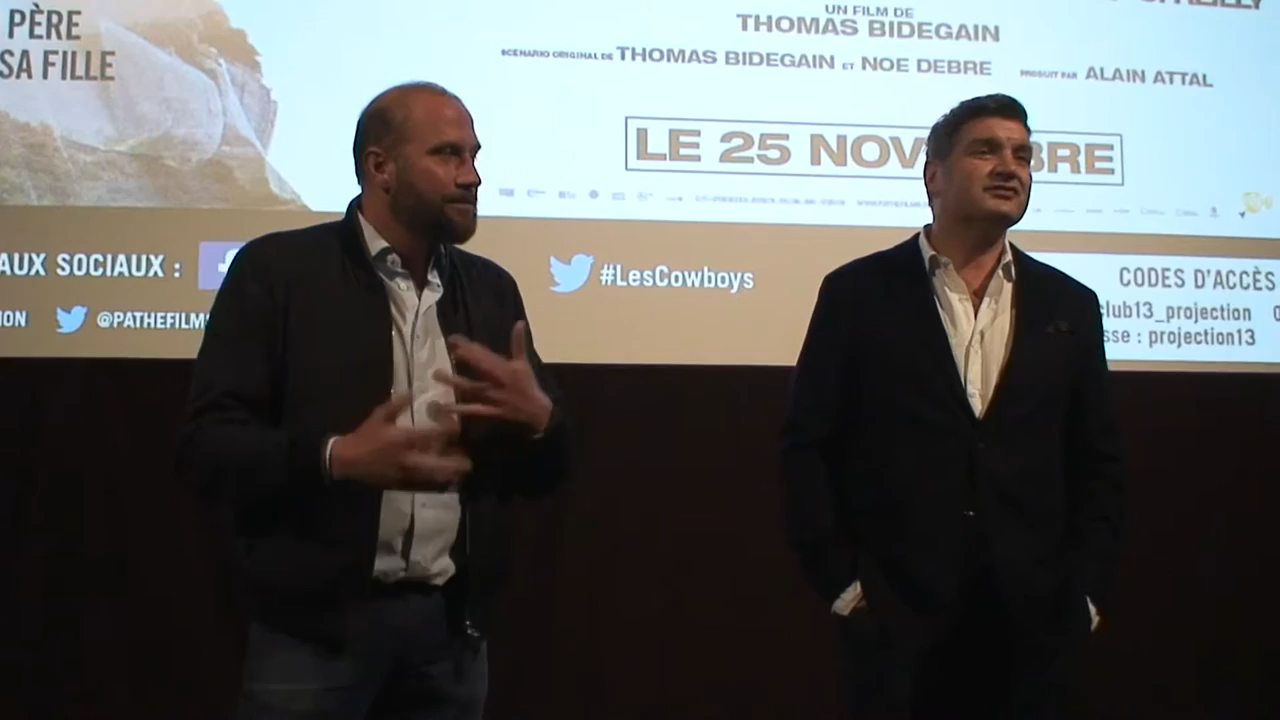 PÈRE
SA FILLE
UN FILM DE
THOMAS BIDEGAIN
SCÉNARIO ORIGINAL DE THOMAS BIDEGAIN ET NOE DEBRE
PRODUIT PAR ALAIN ATTAL
LE 25 NOV BRE
AUX SOCIAUX :
#LesCowboys
ION
@PATHEFILMS
CODES D'ACCÈS
club13_projection
sse : projection13